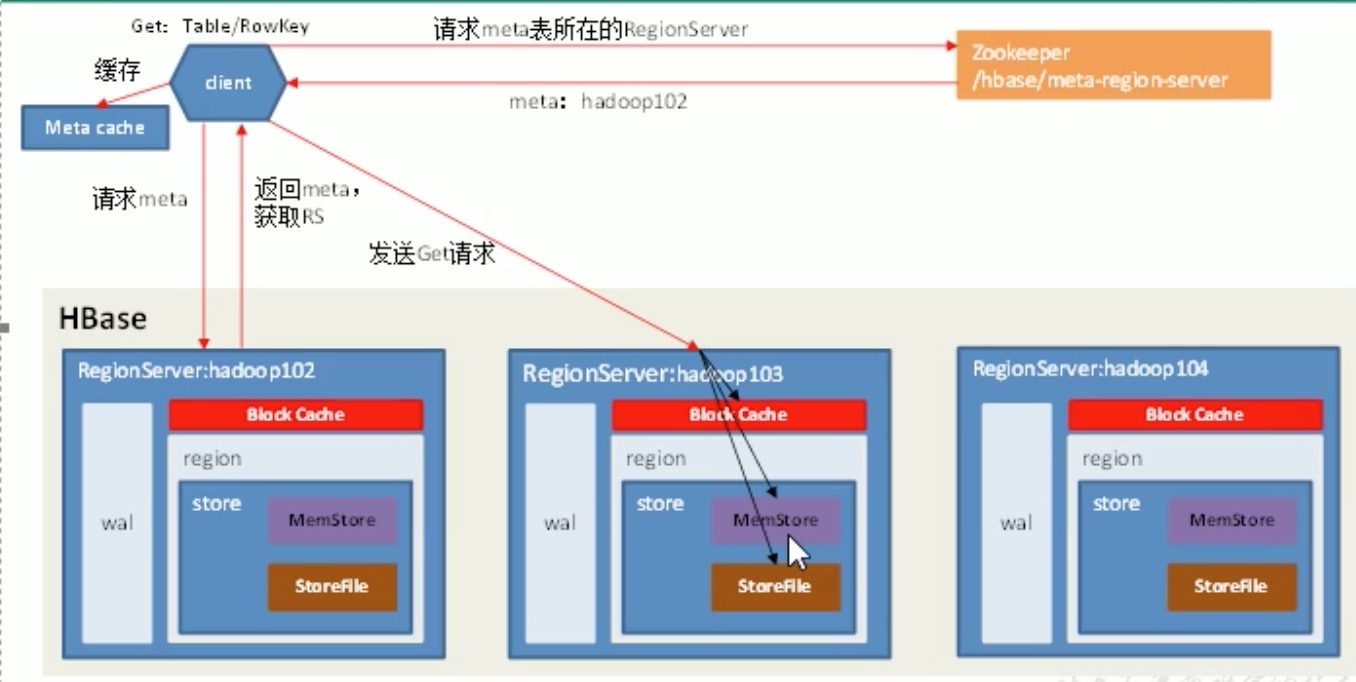 Get: Table/RowKey
请求meta表所在的RegionServer
Zookeeper
/hbase/meta-region-server
缓存
client
meta: hadoop102
Meta cache
请求meta
返回meta，
获取RS
发送Get请求
HBase
RegionServer:hadoop102
Block Cache
region
store
wal
MemStore
StoreFile
RegionServer:hadoop103
Block Cache
region
store
wal
MemStore
StoreFile
RegionServer:hadoop104
Block Cache
region
store
wal
MemStore
StoreFile